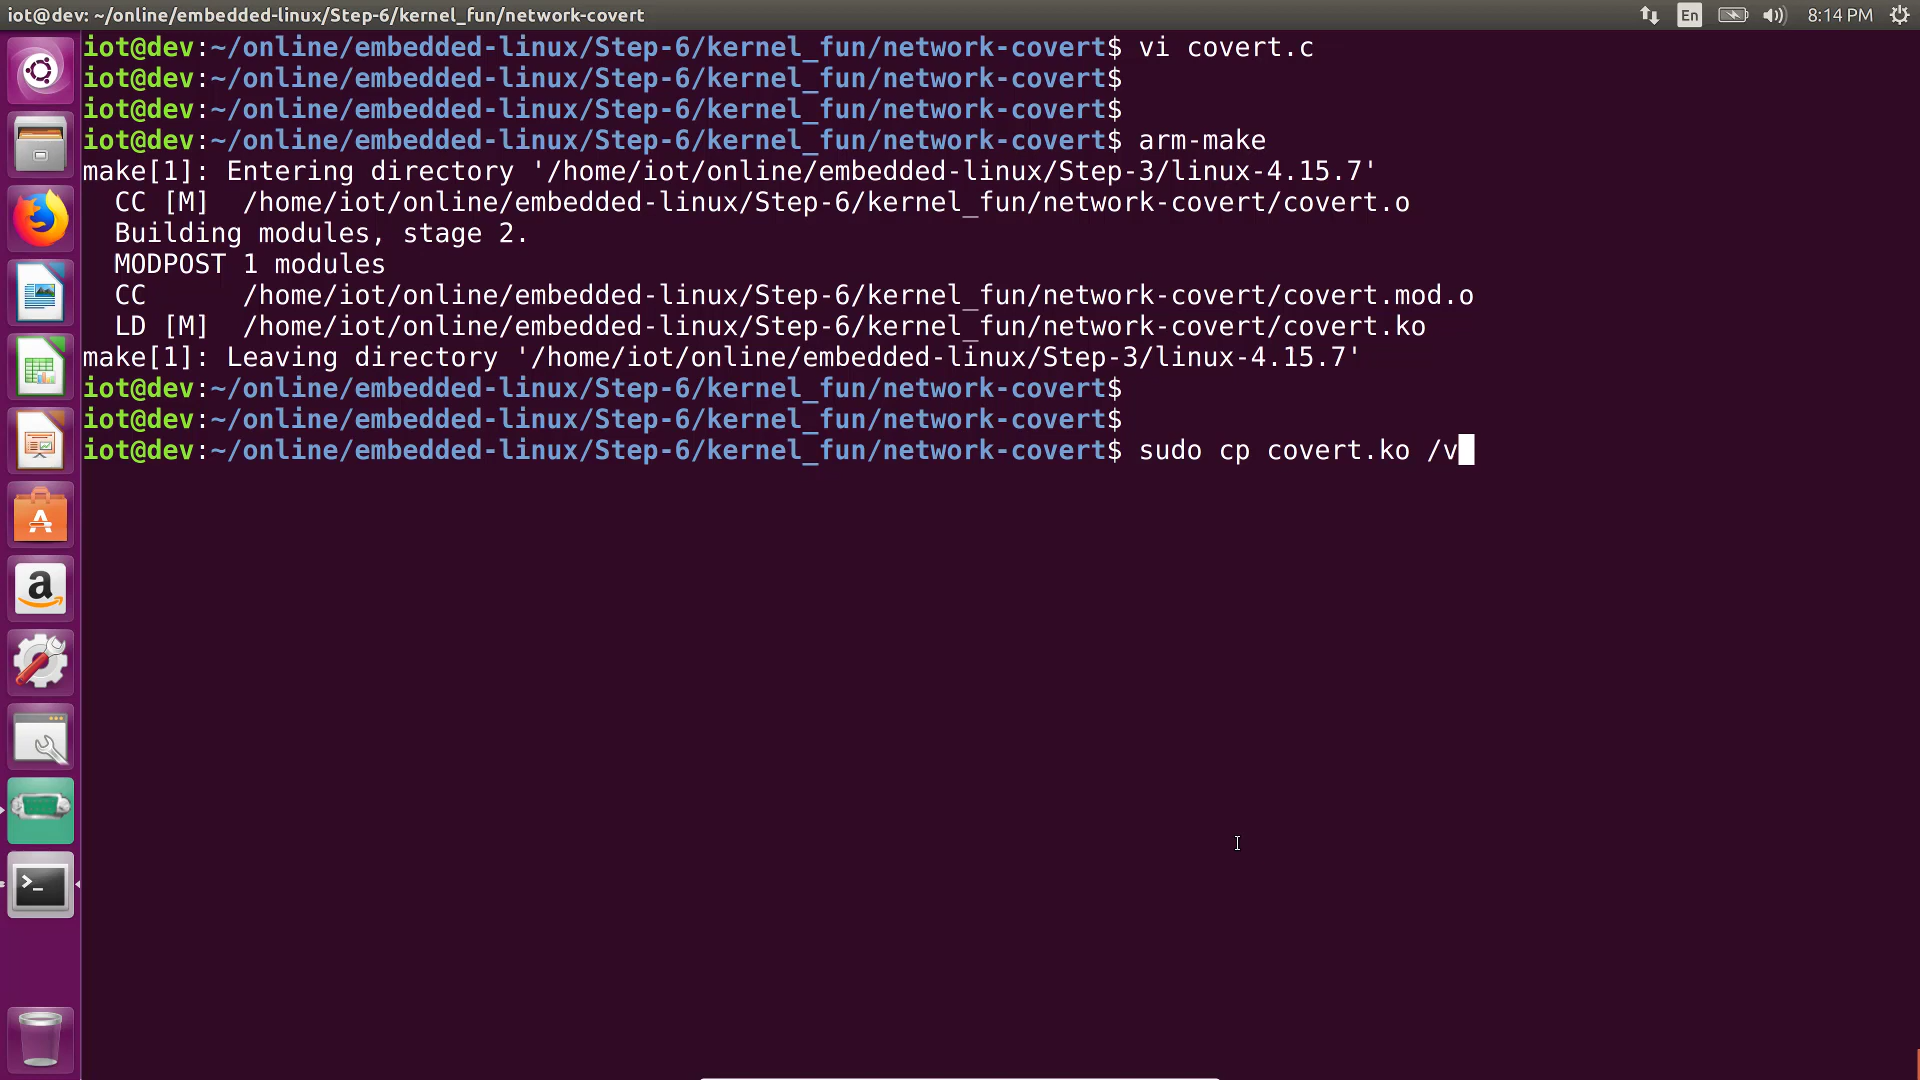 iot@dev: ~/online/embedded-linux/Step-6/kernel_fun/network-covert
En
8:14 PM
iot@dev:~/online/embedded-linux/Step-6/kernel_fun/network-covert$ vi covert.c
iot@dev:~/online/embedded-linux/Step-6/kernel_fun/network-covert$
iot@dev:~/online/embedded-linux/Step-6/kernel_fun/network-covert$
iot@dev:~/online/embedded-linux/Step-6/kernel_fun/network-covert$ arm-make
make[1]: Entering directory '/home/iot/online/embedded-linux/Step-3/linux-4.15.7'
  CC [M]  /home/iot/online/embedded-linux/Step-6/kernel_fun/network-covert/covert.o
  Building modules, stage 2.
  MODPOST 1 modules
  CC      /home/iot/online/embedded-linux/Step-6/kernel_fun/network-covert/covert.mod.o
  LD [M]  /home/iot/online/embedded-linux/Step-6/kernel_fun/network-covert/covert.ko
make[1]: Leaving directory '/home/iot/online/embedded-linux/Step-3/linux-4.15.7'
iot@dev:~/online/embedded-linux/Step-6/kernel_fun/network-covert$
iot@dev:~/online/embedded-linux/Step-6/kernel_fun/network-covert$
iot@dev:~/online/embedded-linux/Step-6/kernel_fun/network-covert$ sudo cp covert.ko /v